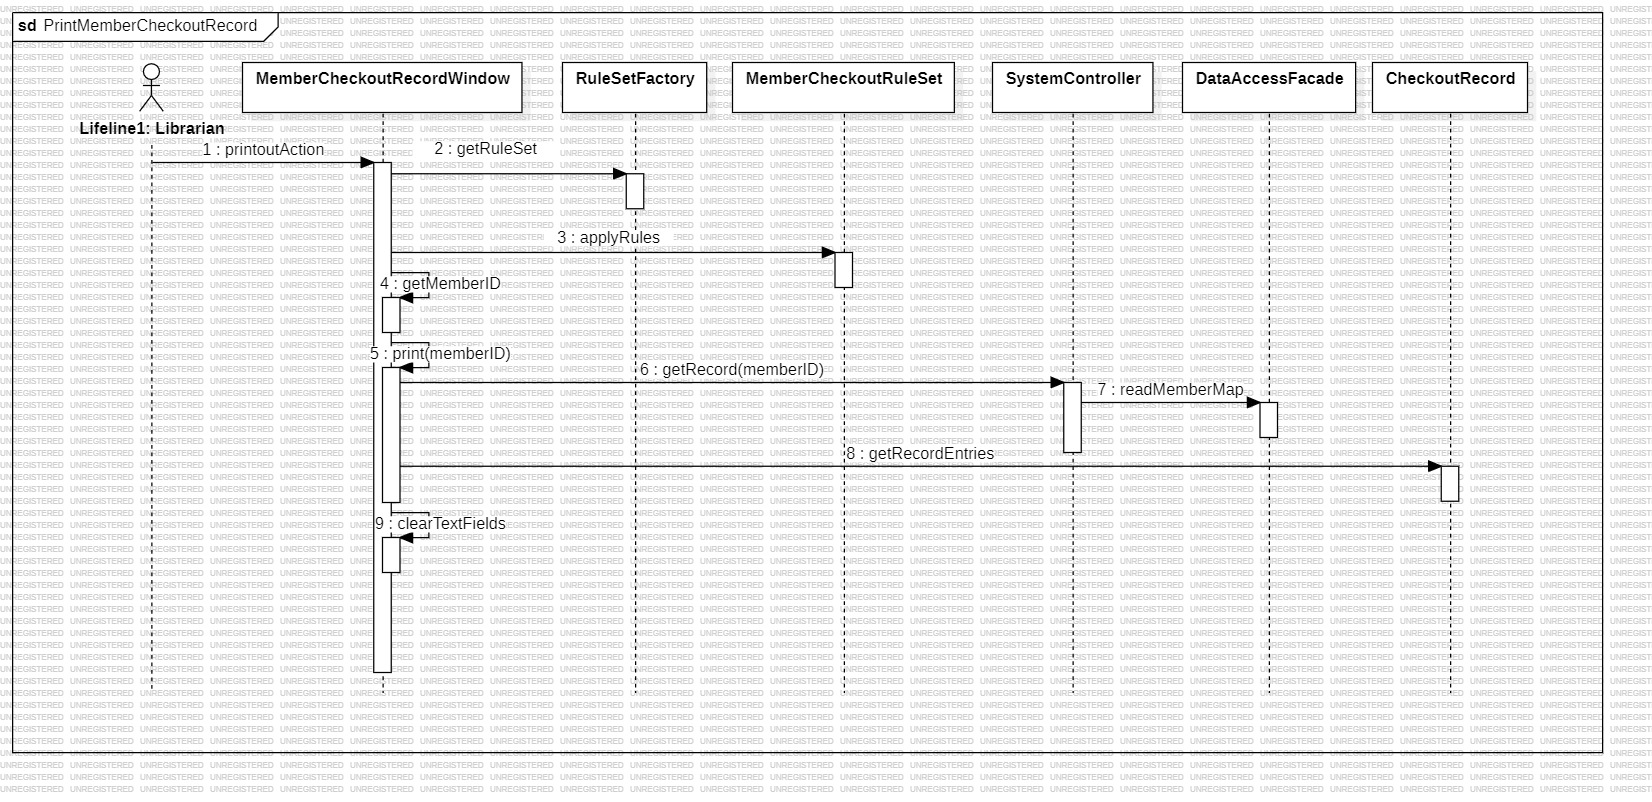 sd PrintMemberCheckoutRecord
MemberCheckoutRecordWindow
RuleSetFactory
MemberCheckoutRuleSet
SystemController
DataAccessFacade
CheckoutRecord
Lifeline1: Librarian
1 : printoutAction
2 : getRuleSet
3 : applyRules
4 : getMemberID
5 : print(memberID)
6 : getRecord(memberID)
7 : readMemberMap
8 : getRecordEntries
9 : clearTextFields
UNREGISTERED